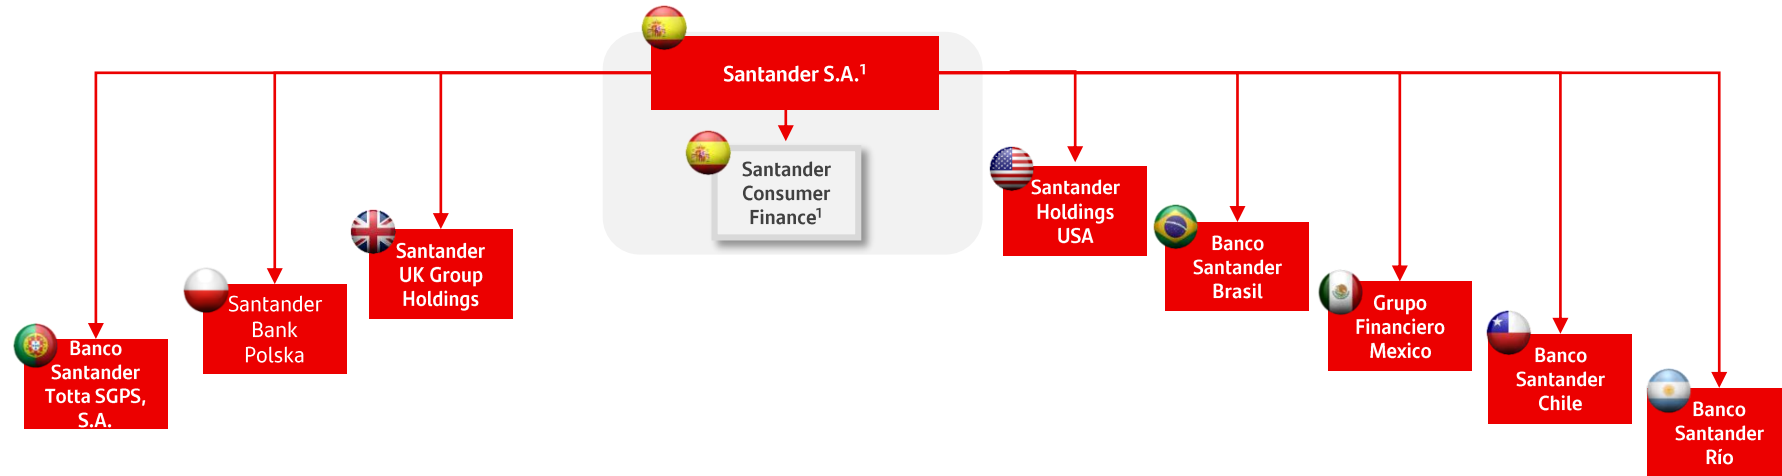 Santander S.A.¹
Santander
Consumer
Finance¹
Santander
Holdings
USA
Santander
UK Group
Holdings
Banco
Santander
Brasil
Santander
Bank
Polska
Grupo
Financiero
Mexico
Banco
Santander
Totta SGPS,
S.A.
Banco
Santander
Chile
Banco
Santander
Río